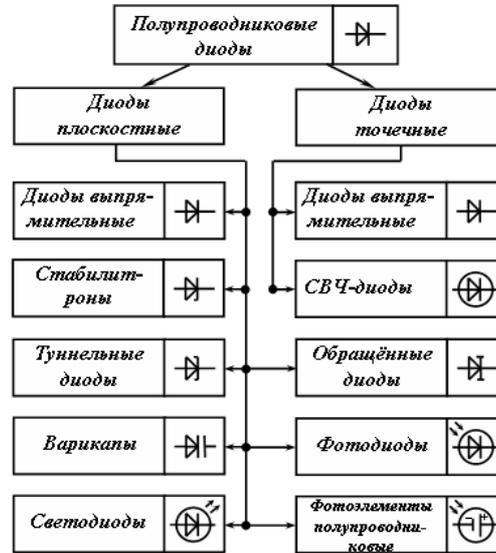 Полупроводниковые
диоды
Диоды
плоскостные
Диоды
точечные
Диоды выпря-
мительные
Диоды выпря-
мительные
Стабилит-
роны
СВЧ-диоды
Туннельные
диоды
Обращённые
диоды
Варикапы
Фотодиоды
Светодиоды
Фотоэлементы
полупроводни-
ковые